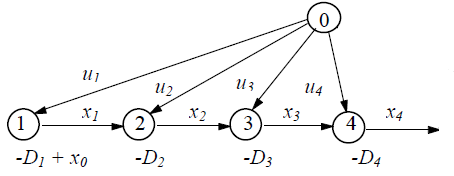 0
u₁ u₂ u₃ u₄
1 x₁ 2 x₂ 3 x₃ 4 x₄
-D₁ + x₀ -D₂ -D₃ -D₄